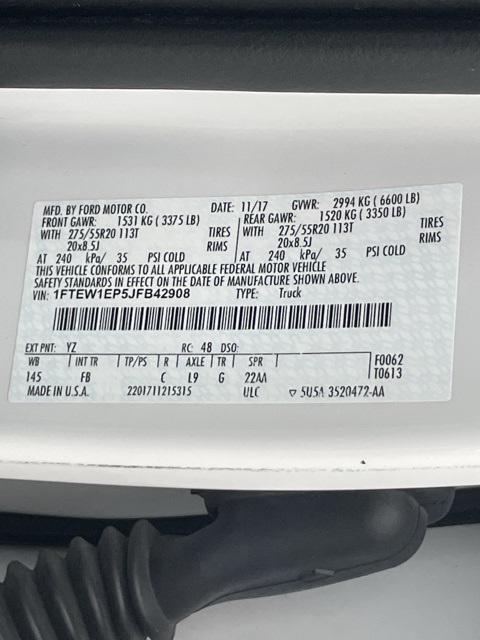 MFD. BY FORD MOTOR CO. DATE: 11/17 GVWR: 2994 KG ( 6600 LB)
FRONT GAWR: 1531 KG ( 3375 LB) REAR GAWR: 1520 KG ( 3350 LB)
WITH 275/55R20 113T TIRES WITH 275/55R20 113T TIRES
20x8.5J RIMS 20x8.5J RIMS
AT 240 kPa/ 35 PSI COLD AT 240 kPa/ 35 PSI COLD
THIS VEHICLE CONFORMS TO ALL APPLICABLE FEDERAL MOTOR VEHICLE
SAFETY STANDARDS IN EFFECT ON THE DATE OF MANUFACTURE SHOWN ABOVE.
VIN: 1FTEW1EP5JFB42908 TYPE: Truck
EXT PNT: YZ RC: 48 DSO:
WB INT TR TP/PS R AXLE TR SPR F0062
145 FB C L9 G 22AA T0613
MADE IN U.S.A. 2201711215315 ULC ▽ 5U5A 3520472-AA